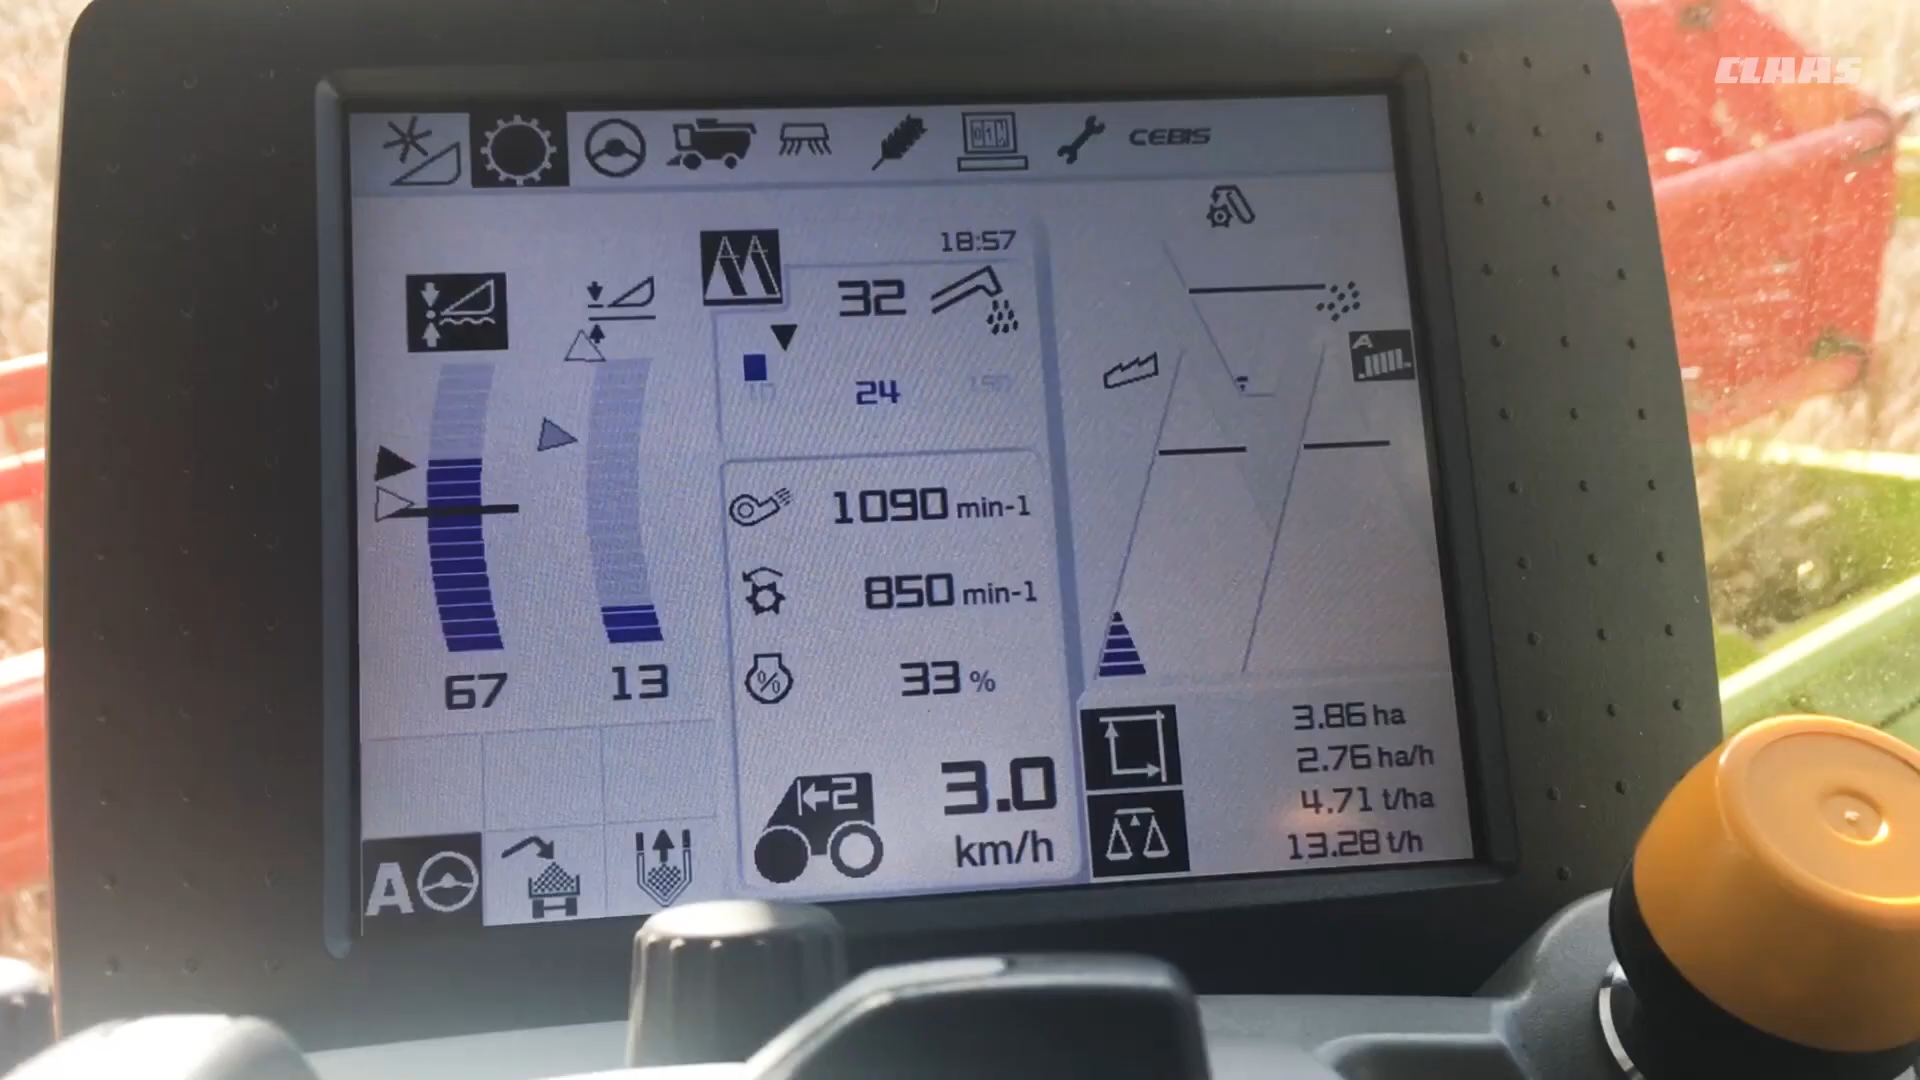 CLAAS
CEBIS
18:57
32
24
1090 min-1
850 min-1
33 %
67
13
←2
3.0
km/h
A
A
3.86 ha
2.76 ha/h
4.71 t/ha
13.28 t/h